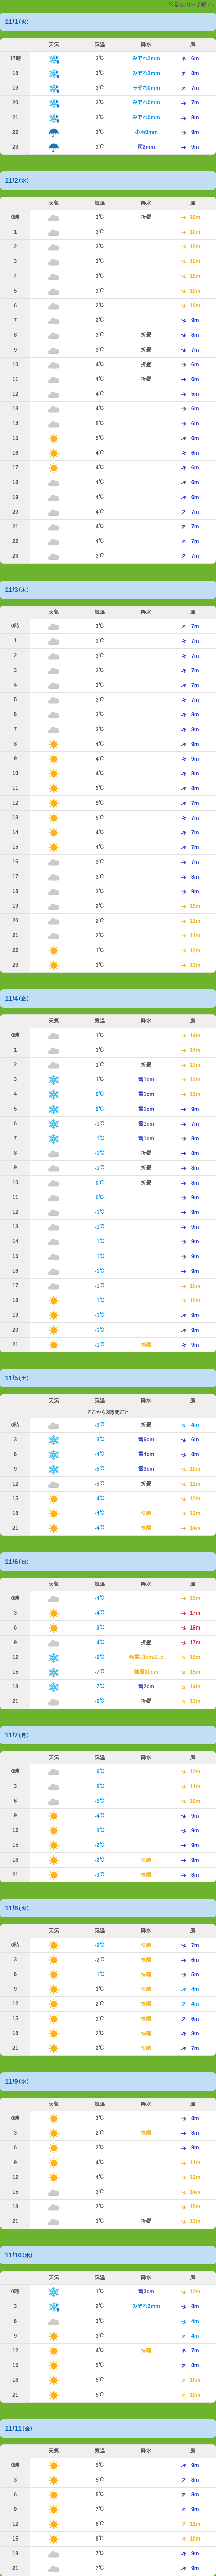 ※板橋山の予報です
11/1(火)
天気 気温 降水 風
17時 3℃ みぞれ2mm 6m
18 3℃ みぞれ2mm 8m
19 3℃ みぞれ0mm 7m
20 3℃ みぞれ0mm 7m
21 3℃ みぞれ0mm 8m
22 3℃ 小雨0mm 9m
23 3℃ 雨2mm 9m
11/2(水)
天気 気温 降水 風
0時 3℃ 折曇 10m
1 3℃ 10m
2 3℃ 10m
3 3℃ 10m
4 3℃ 10m
5 3℃ 10m
6 2℃ 10m
7 2℃ 9m
8 3℃ 折曇 8m
9 3℃ 折曇 7m
10 4℃ 折曇 6m
11 4℃ 折曇 6m
12 4℃ 5m
13 4℃ 6m
14 5℃ 6m
15 5℃ 6m
16 4℃ 6m
17 4℃ 6m
18 4℃ 6m
19 4℃ 6m
20 4℃ 7m
21 4℃ 7m
22 4℃ 7m
23 3℃ 7m
11/3(木)
天気 気温 降水 風
0時 3℃ 7m
1 3℃ 7m
2 3℃ 7m
3 3℃ 7m
4 3℃ 7m
5 3℃ 7m
6 3℃ 8m
7 3℃ 8m
8 4℃ 9m
9 4℃ 9m
10 4℃ 8m
11 5℃ 8m
12 5℃ 7m
13 5℃ 7m
14 4℃ 7m
15 4℃ 7m
16 3℃ 7m
17 3℃ 8m
18 3℃ 9m
19 2℃ 10m
20 2℃ 11m
21 2℃ 11m
22 1℃ 12m
23 1℃ 13m
11/4(金)
天気 気温 降水 風
0時 1℃ 14m
1 1℃ 14m
2 1℃ 折曇 13m
3 1℃ 雪1cm 13m
4 0℃ 雪1cm 11m
5 0℃ 雪1cm 9m
6 -1℃ 雪1cm 7m
7 -1℃ 雪1cm 8m
8 -1℃ 折曇 8m
9 -1℃ 折曇 8m
10 0℃ 折曇 8m
11 0℃ 9m
12 -1℃ 9m
13 -1℃ 9m
14 -1℃ 9m
15 -1℃ 9m
16 -1℃ 9m
17 -1℃ 10m
18 -1℃ 10m
19 -1℃ 9m
20 -1℃ 9m
21 -1℃ 快晴 9m
11/5(土)
天気 気温 降水 風
ここから3時間ごと
0時 -3℃ 折曇 4m
3 -3℃ 雪6cm 6m
6 -4℃ 雪4cm 8m
9 -5℃ 雪3cm 10m
12 -5℃ 折曇 12m
15 -4℃ 12m
18 -4℃ 快晴 13m
21 -4℃ 快晴 14m
11/6(日)
天気 気温 降水 風
0時 -4℃ 15m
3 -4℃ 17m
6 -3℃ 19m
9 -4℃ 折曇 17m
12 -6℃ 強雪10cm以上 15m
15 -7℃ 強雪10cm 15m
18 -7℃ 雪2cm 14m
21 -6℃ 折曇 13m
11/7(月)
天気 気温 降水 風
0時 -6℃ 12m
3 -5℃ 11m
6 -5℃ 10m
9 -4℃ 9m
12 -3℃ 9m
15 -2℃ 9m
18 -2℃ 快晴 9m
21 -3℃ 快晴 8m
11/8(火)
天気 気温 降水 風
0時 -2℃ 快晴 7m
3 -2℃ 快晴 6m
6 -1℃ 快晴 5m
9 1℃ 快晴 4m
12 2℃ 快晴 4m
15 3℃ 快晴 6m
18 2℃ 快晴 8m
21 2℃ 快晴 7m
11/9(水)
天気 気温 降水 風
0時 3℃ 8m
3 2℃ 快晴 8m
6 2℃ 9m
9 4℃ 11m
12 4℃ 12m
15 3℃ 14m
18 2℃ 15m
21 1℃ 折曇 13m
11/10(木)
天気 気温 降水 風
0時 1℃ 雪3cm 12m
3 2℃ みぞれ2mm 8m
6 3℃ 4m
9 3℃ 4m
12 4℃ 快晴 7m
15 5℃ 8m
18 5℃ 10m
21 5℃ 10m
11/11(金)
天気 気温 降水 風
0時 5℃ 9m
3 5℃ 8m
6 5℃ 8m
9 7℃ 9m
12 8℃ 11m
15 8℃ 10m
18 7℃ 9m
21 7℃ 9m